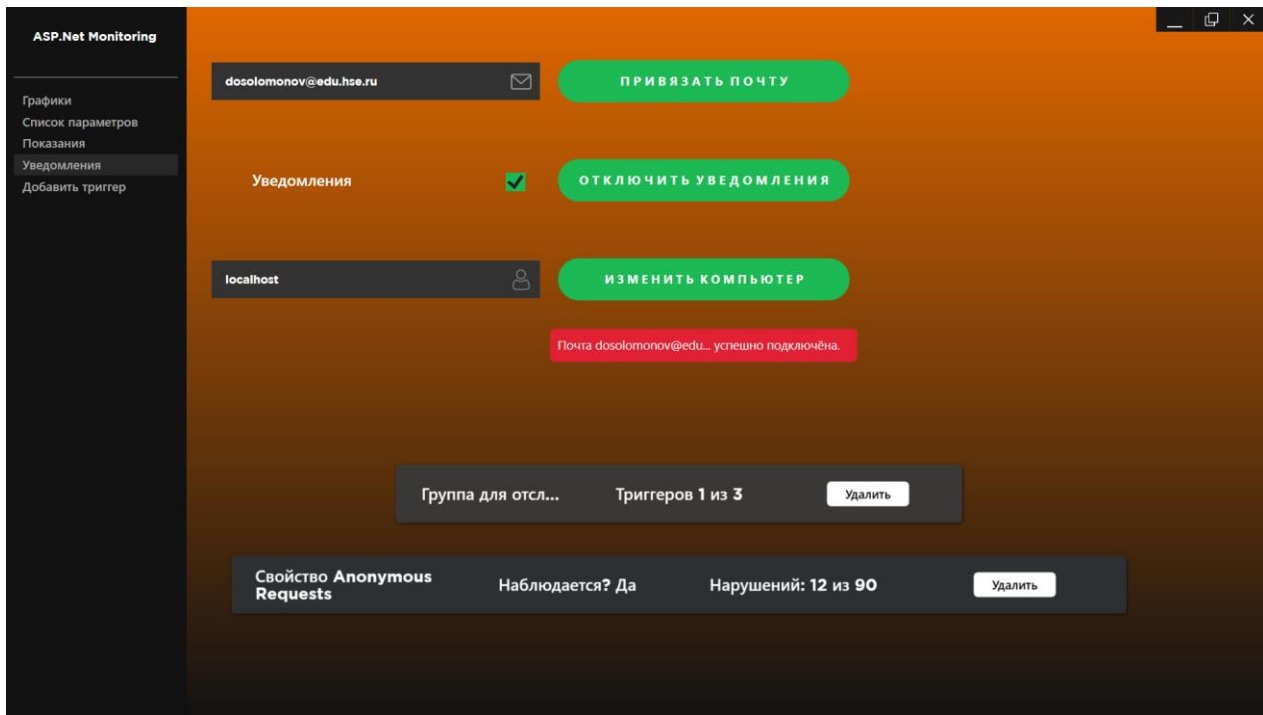 ASP.Net Monitoring
Графики
Список параметров
Показания
Уведомления
Добавить триггер
dosolomonov@edu.hse.ru
ПРИВЯЗАТЬ ПОЧТУ
Уведомления
ОТКЛЮЧИТЬ УВЕДОМЛЕНИЯ
localhost
ИЗМЕНИТЬ КОМПЬЮТЕР
Почта dosolomonov@edu... успешно подключёна.
Группа для отсл...
Триггеров 1 из 3
Удалить
Свойство Anonymous
Requests
Наблюдается? Да
Нарушений: 12 из 90
Удалить